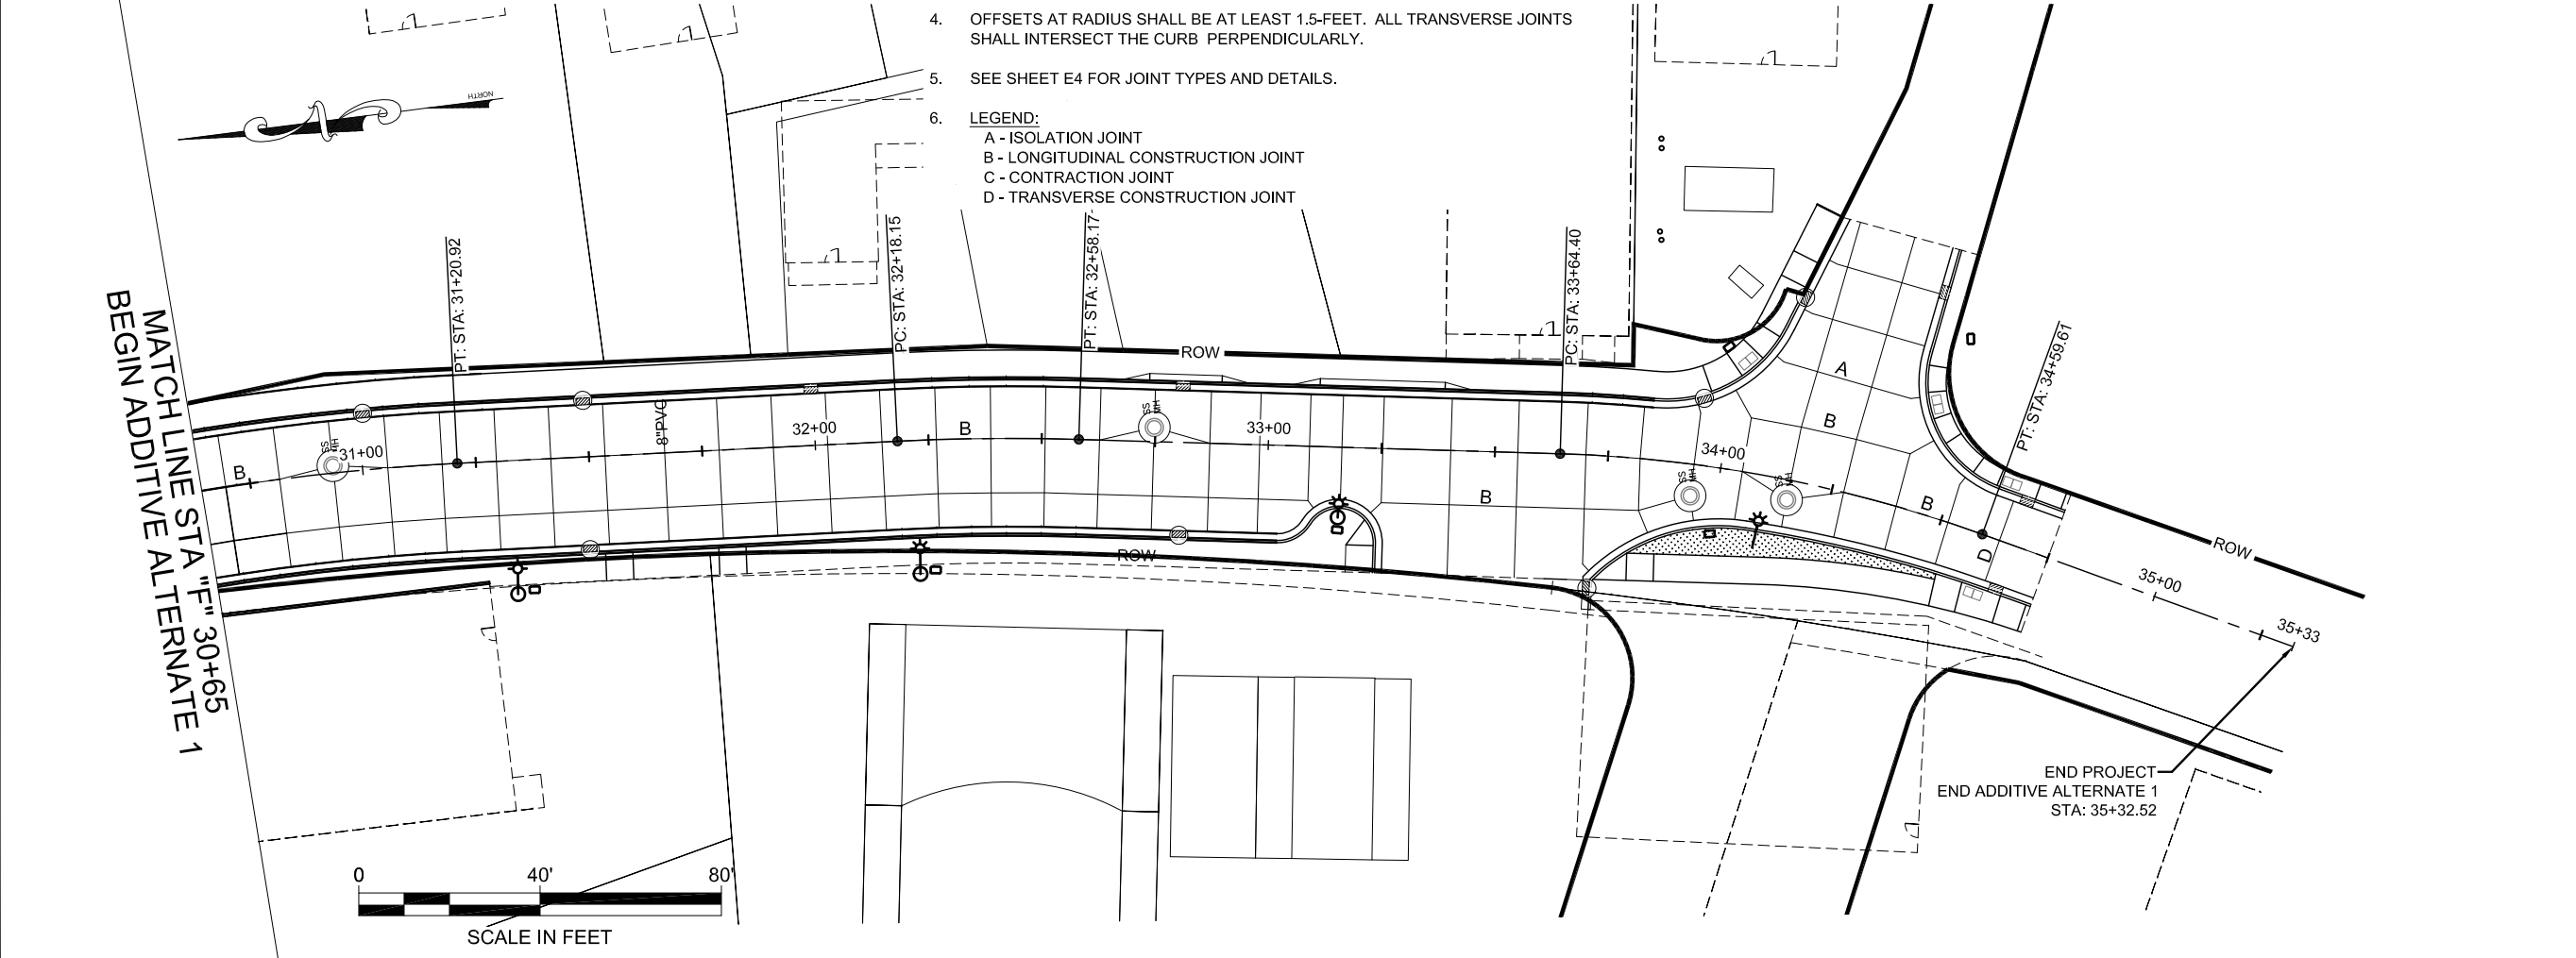 4. OFFSETS AT RADIUS SHALL BE AT LEAST 1.5-FEET. ALL TRANSVERSE JOINTS
SHALL INTERSECT THE CURB PERPENDICULARLY.
5. SEE SHEET E4 FOR JOINT TYPES AND DETAILS.
6. LEGEND:
A - ISOLATION JOINT
B - LONGITUDINAL CONSTRUCTION JOINT
C - CONTRACTION JOINT
D - TRANSVERSE CONSTRUCTION JOINT
NORTH
MATCH LINE STA "F" 30+65
BEGIN ADDITIVE ALTERNATE 1
PT: STA: 31+20.92
PC: STA: 32+18.15
PT: STA: 32+58.17
PC: STA: 33+64.40
PT: STA: 34+59.61
ROW
A
B
8"PVC
32+00
B
33+00
SS
MH
SS
MH
31+00
B
34+00
SS
MH
SS
MH
B
B
D
ROW
ROW
35+00
35+33
END PROJECT
END ADDITIVE ALTERNATE 1
STA: 35+32.52
0 40' 80'
SCALE IN FEET